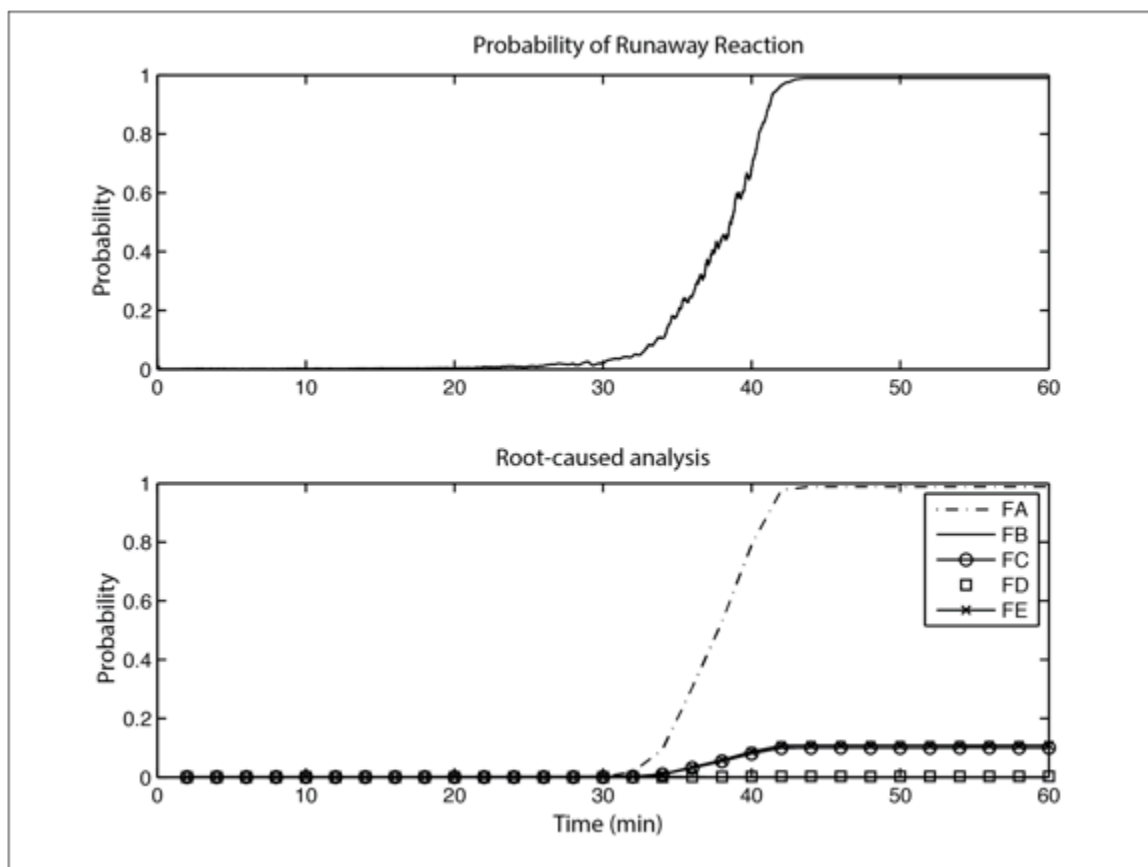 Probability of Runaway Reaction
Probability
1
0.8
0.6
0.4
0.2
0
0 10 20 30 40 50 60
Root-caused analysis
Probability
1
0.8
0.6
0.4
0.2
0
FA
FB
FC
FD
FE
0 10 20 30 40 50 60
Time (min)